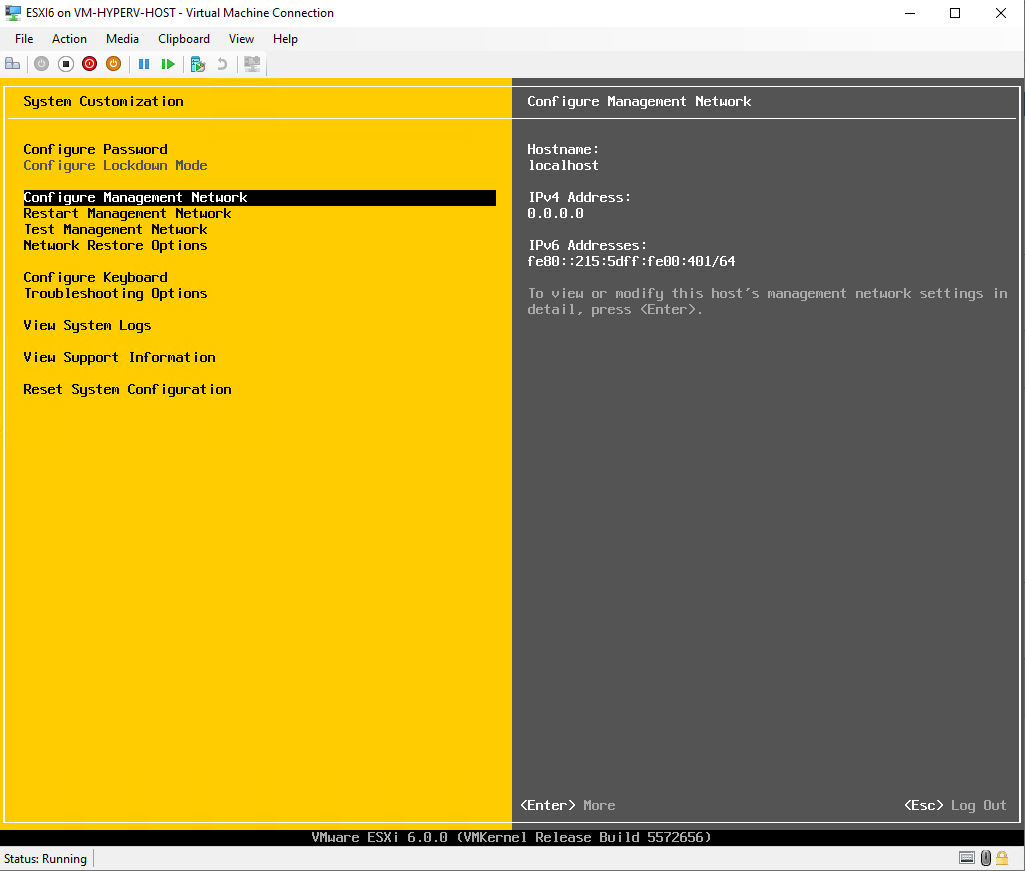 ESXI6 on VM-HYPERV-HOST - Virtual Machine Connection
File Action Media Clipboard View Help
System Customization
Configure Password
Configure Lockdown Mode
Configure Management Network
Restart Management Network
Test Management Network
Network Restore Options
Configure Keyboard
Troubleshooting Options
View System Logs
View Support Information
Reset System Configuration
Configure Management Network
Hostname:
localhost
IPv4 Address:
0.0.0.0
IPv6 Addresses:
fe80::215:5dff:fe00:401/64
To view or modify this host's management network settings in
detail, press <Enter>.
<Enter> More
<Esc> Log Out
VMware ESXi 6.0.0 (VMKernel Release Build 5572656)
Status: Running